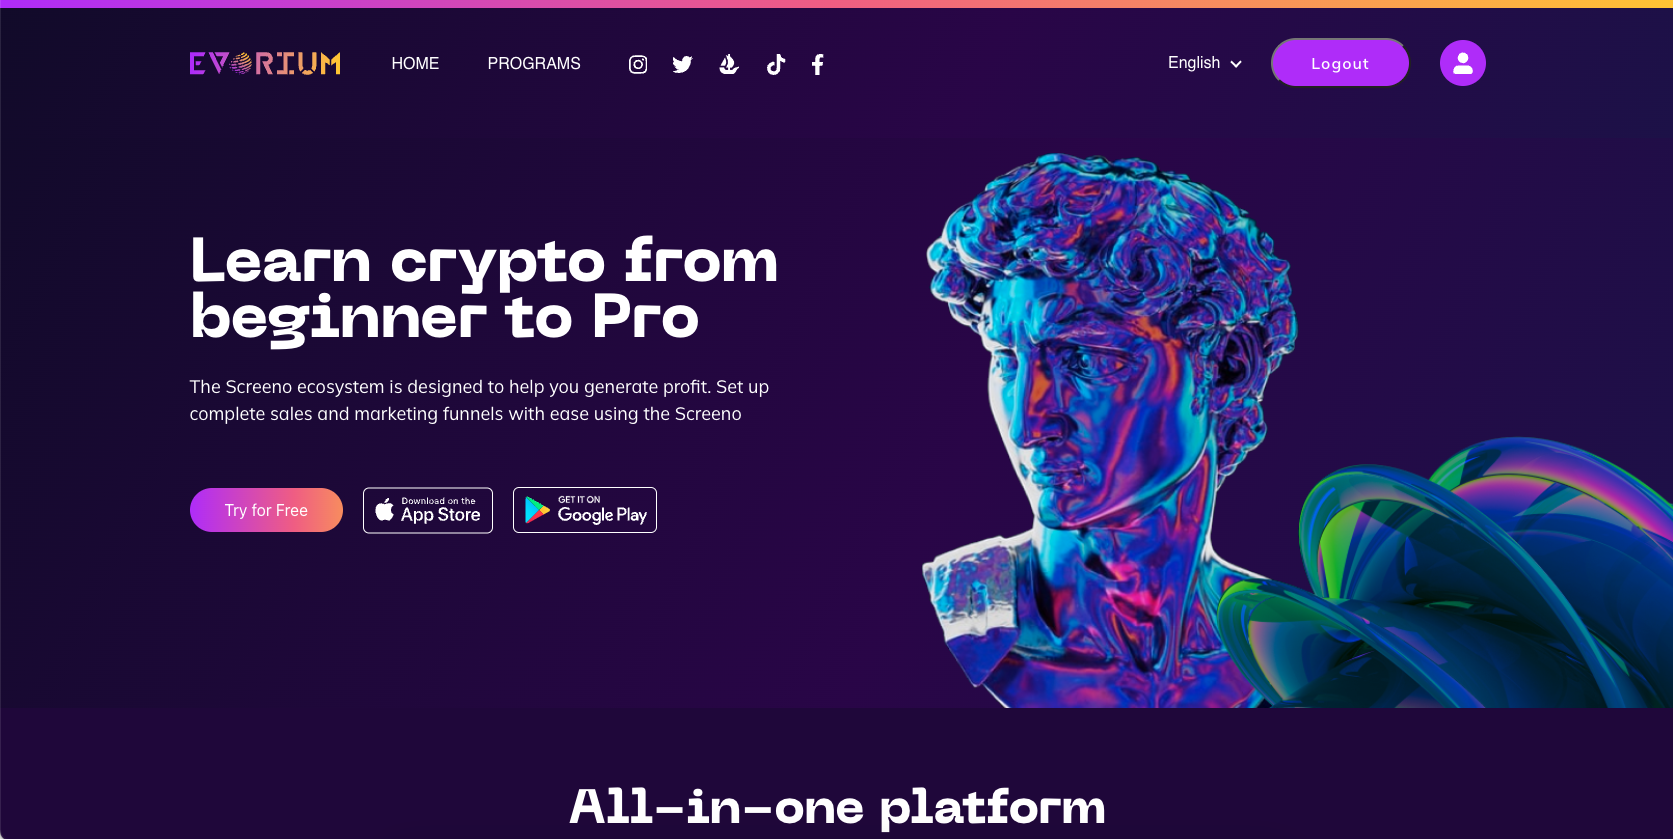 EVORIUM
HOME
PROGRAMS
English
Logout
Learn crypto from
beginner to Pro
The Screeno ecosystem is designed to help you generate profit. Set up
complete sales and marketing funnels with ease using the Screeno
Try for Free
Download on the
App Store
GET IT ON
Google Play
All-in-one platform